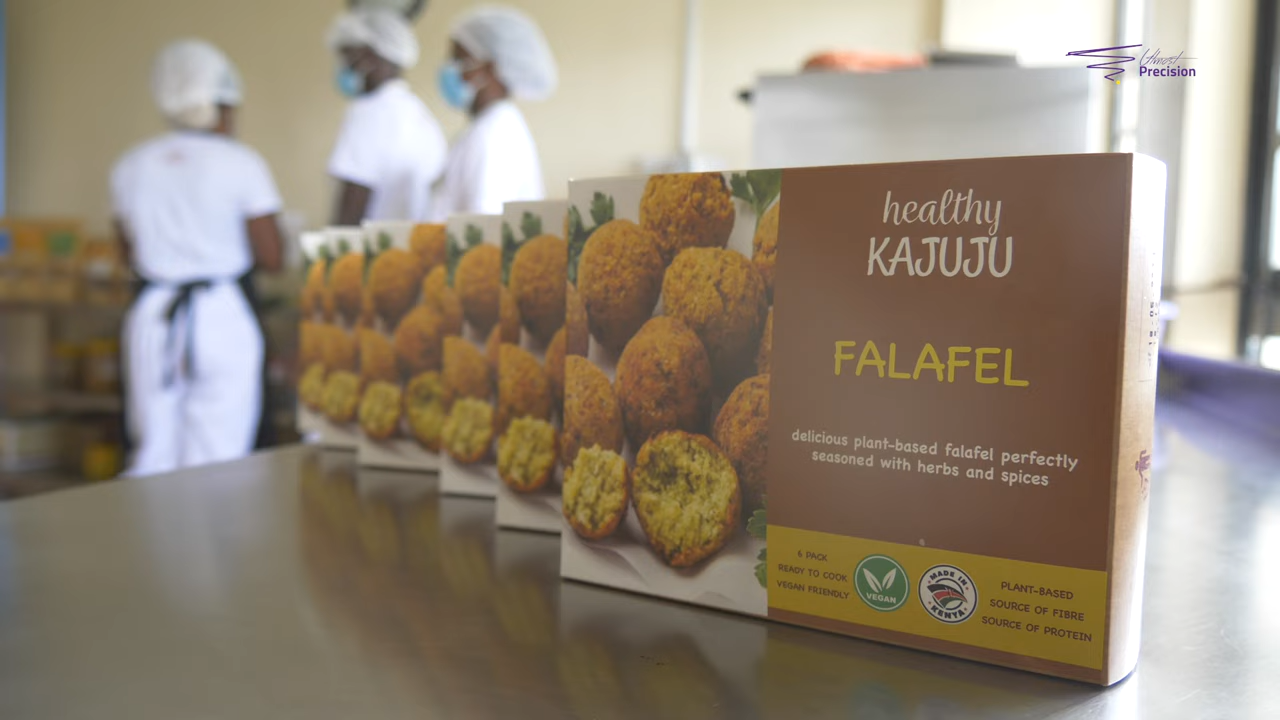 Utmost
Precision
healthy
KAJUJU
FALAFEL
delicious plant-based falafel perfectly
seasoned with herbs and spices
6 PACK
READY TO COOK
VEGAN FRIENDLY
VEGAN
MADE IN
KENYA
PLANT-BASED
SOURCE OF FIBRE
SOURCE OF PROTEIN